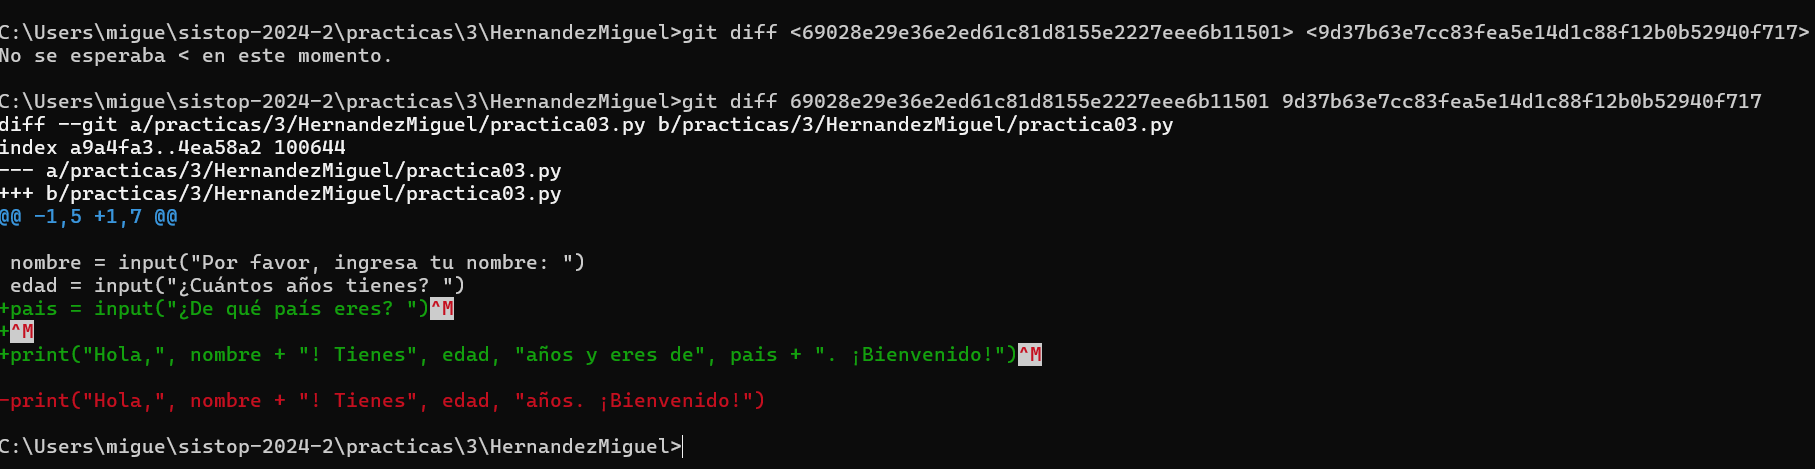 C:\Users\migue\sistop-2024-2\practicas\3\HernandezMiguel>git diff <69028e29e36e2ed61c81d8155e2227eee6b11501> <9d37b63e7cc83fea5e14d1c88f12b0b52940f717>
No se esperaba < en este momento.
C:\Users\migue\sistop-2024-2\practicas\3\HernandezMiguel>git diff 69028e29e36e2ed61c81d8155e2227eee6b11501 9d37b63e7cc83fea5e14d1c88f12b0b52940f717
diff --git a/practicas/3/HernandezMiguel/practica03.py b/practicas/3/HernandezMiguel/practica03.py
index a9a4fa3..4ea58a2 100644
--- a/practicas/3/HernandezMiguel/practica03.py
+++ b/practicas/3/HernandezMiguel/practica03.py
@@ -1,5 +1,7 @@
 nombre = input("Por favor, ingresa tu nombre: ")
 edad = input("¿Cuántos años tienes? ")
+pais = input("¿De qué país eres? ")^M
+^M
+print("Hola,", nombre + "! Tienes", edad, "años y eres de", pais + ". ¡Bienvenido!")^M
-print("Hola,", nombre + "! Tienes", edad, "años. ¡Bienvenido!")
C:\Users\migue\sistop-2024-2\practicas\3\HernandezMiguel>